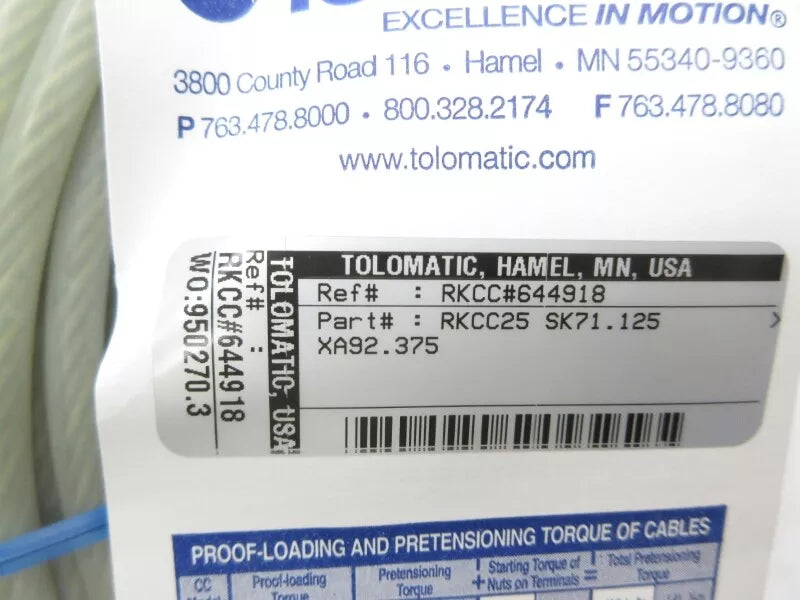 EXCELLENCE IN MOTION®
3800 County Road 116 • Hamel • MN 55340-9360
P 763.478.8000 • 800.328.2174 F 763.478.8080
www.tolomatic.com
TOLOMATIC, HAMEL, MN, USA
Ref# : RKCC#644918
Part# : RKCC25 SK71.125 >
XA92.375
TOLOMATIC, USA
Ref# :
RKCC#644918
WO:950270.3
PROOF-LOADING AND PRETENSIONING TORQUE OF CABLES
CC Proof-loading Pretensioning + Starting Torque of = Total Pretensioning
Torque Torque Nuts on Terminals Torque